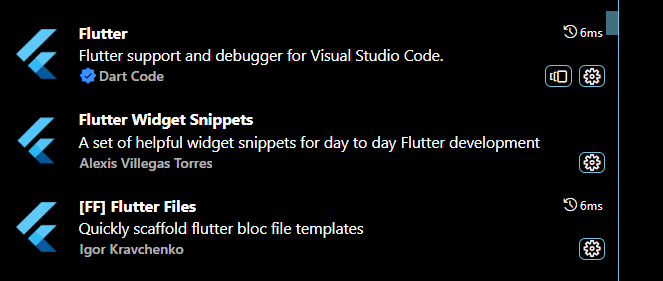 Flutter
6ms
Flutter support and debugger for Visual Studio Code.
Dart Code
Flutter Widget Snippets
A set of helpful widget snippets for day to day Flutter development
Alexis Villegas Torres
[FF] Flutter Files
6ms
Quickly scaffold flutter bloc file templates
Igor Kravchenko